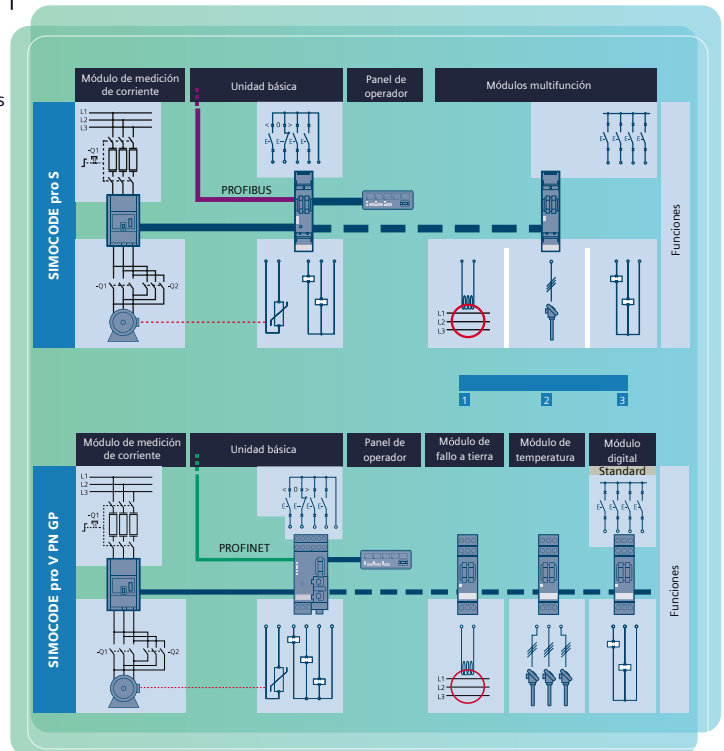 l
s
Módulo de medición
de corriente
Unidad básica
Panel de
operador
Módulos multifunción
SIMOCODE pro S
L1
L2
L3
-Q1
< 0 >
E- E- E- E-
E- E- E- E-
PROFIBUS
Funciones
-Q1
-Q2
L1
L2
L3
1
2
3
Módulo de medición
de corriente
Unidad básica
Panel de
operador
Módulo de
fallo a tierra
Módulo de
temperatura
Módulo
digital
Standard
SIMOCODE pro V PN GP
L1
L2
L3
-Q1
< 0 >
E- E- E- E-
E- E- E- E-
PROFINET
Funciones
-Q1
-Q2
L1
L2
L3